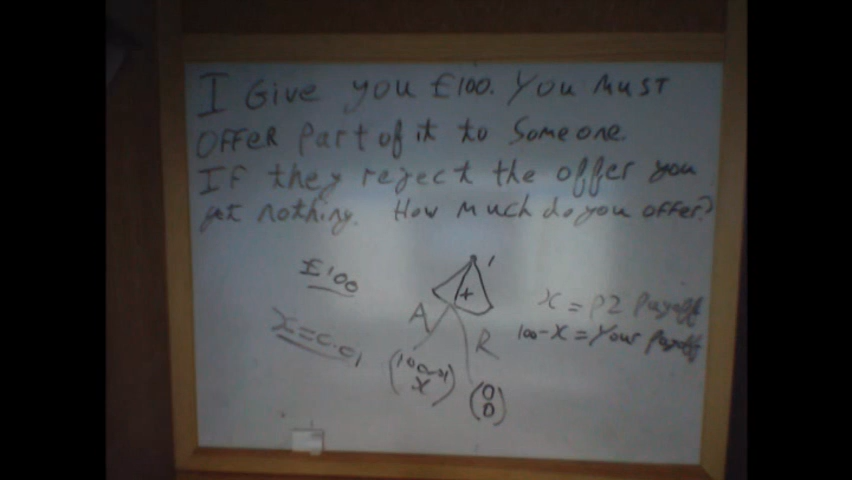 I Give you £100. You Must
OFFER Part of it to Someone.
IF they reject the offer you
get nothing. How Much do you offer?
£100
1
x
A
x = P2 Payoff
x = 0.01
R
100-x = Your Payoff
x
0
0